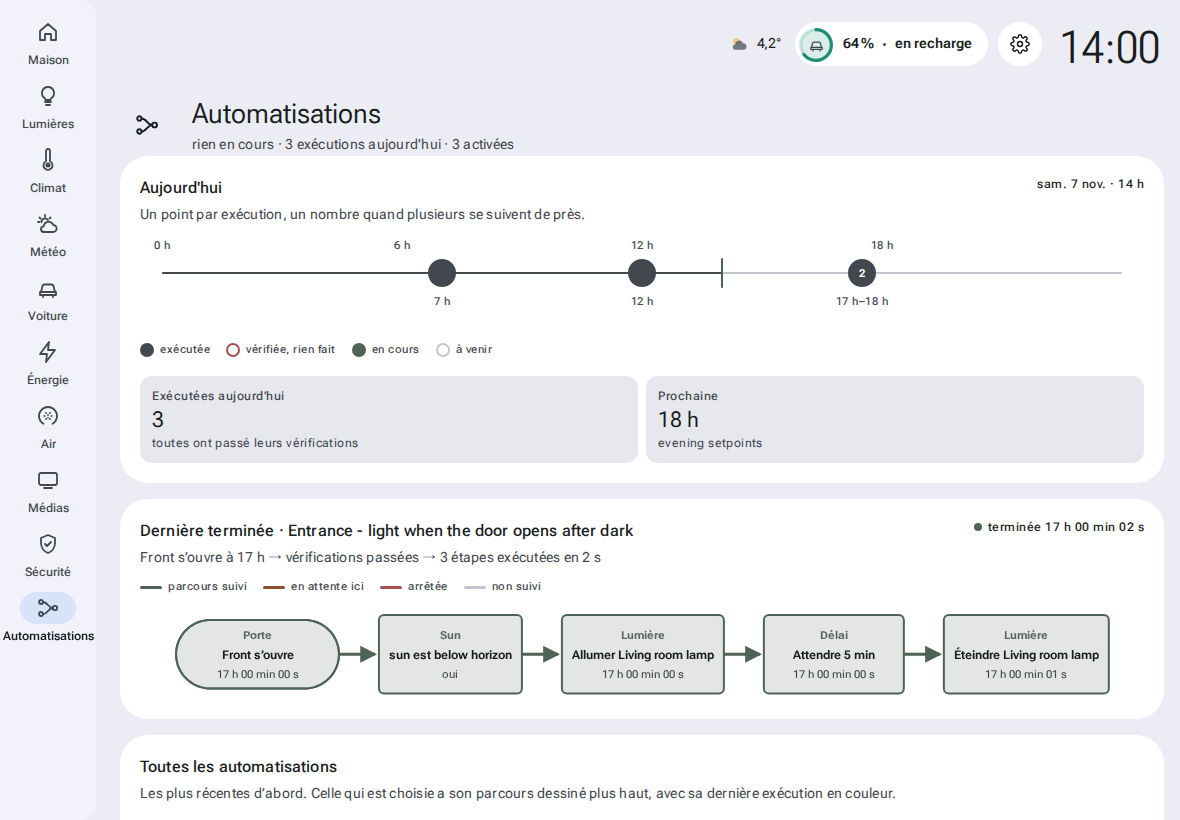 Maison
Lumières
Climat
Météo
Voiture
Énergie
Air
Médias
Sécurité
Automatisations
4,2°
64 % · en recharge
14:00
Automatisations
rien en cours · 3 exécutions aujourd'hui · 3 activées
Aujourd'hui
sam. 7 nov. · 14 h
Un point par exécution, un nombre quand plusieurs se suivent de près.
0 h 6 h 12 h 18 h
2
7 h 12 h 17 h–18 h
exécutée vérifiée, rien fait en cours à venir
Exécutées aujourd'hui
3
toutes ont passé leurs vérifications
Prochaine
18 h
evening setpoints
Dernière terminée · Entrance - light when the door opens after dark
terminée 17 h 00 min 02 s
Front s’ouvre à 17 h → vérifications passées → 3 étapes exécutées en 2 s
parcours suivi en attente ici arrêtée non suivi
Porte
Front s’ouvre
17 h 00 min 00 s
Sun
sun est below horizon
oui
Lumière
Allumer Living room lamp
17 h 00 min 00 s
Délai
Attendre 5 min
17 h 00 min 00 s
Lumière
Éteindre Living room lamp
17 h 00 min 01 s
Toutes les automatisations
Les plus récentes d’abord. Celle qui est choisie a son parcours dessiné plus haut, avec sa dernière exécution en couleur.